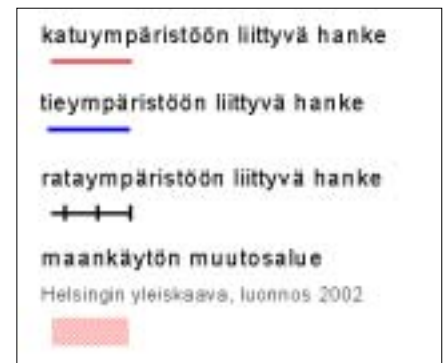 katuympäristöön liittyvä hanke
tieympäristöön liittyvä hanke
rataympäristöön liittyvä hanke
maankäytön muutosalue
Helsingin yleiskaava, luonnos 2002